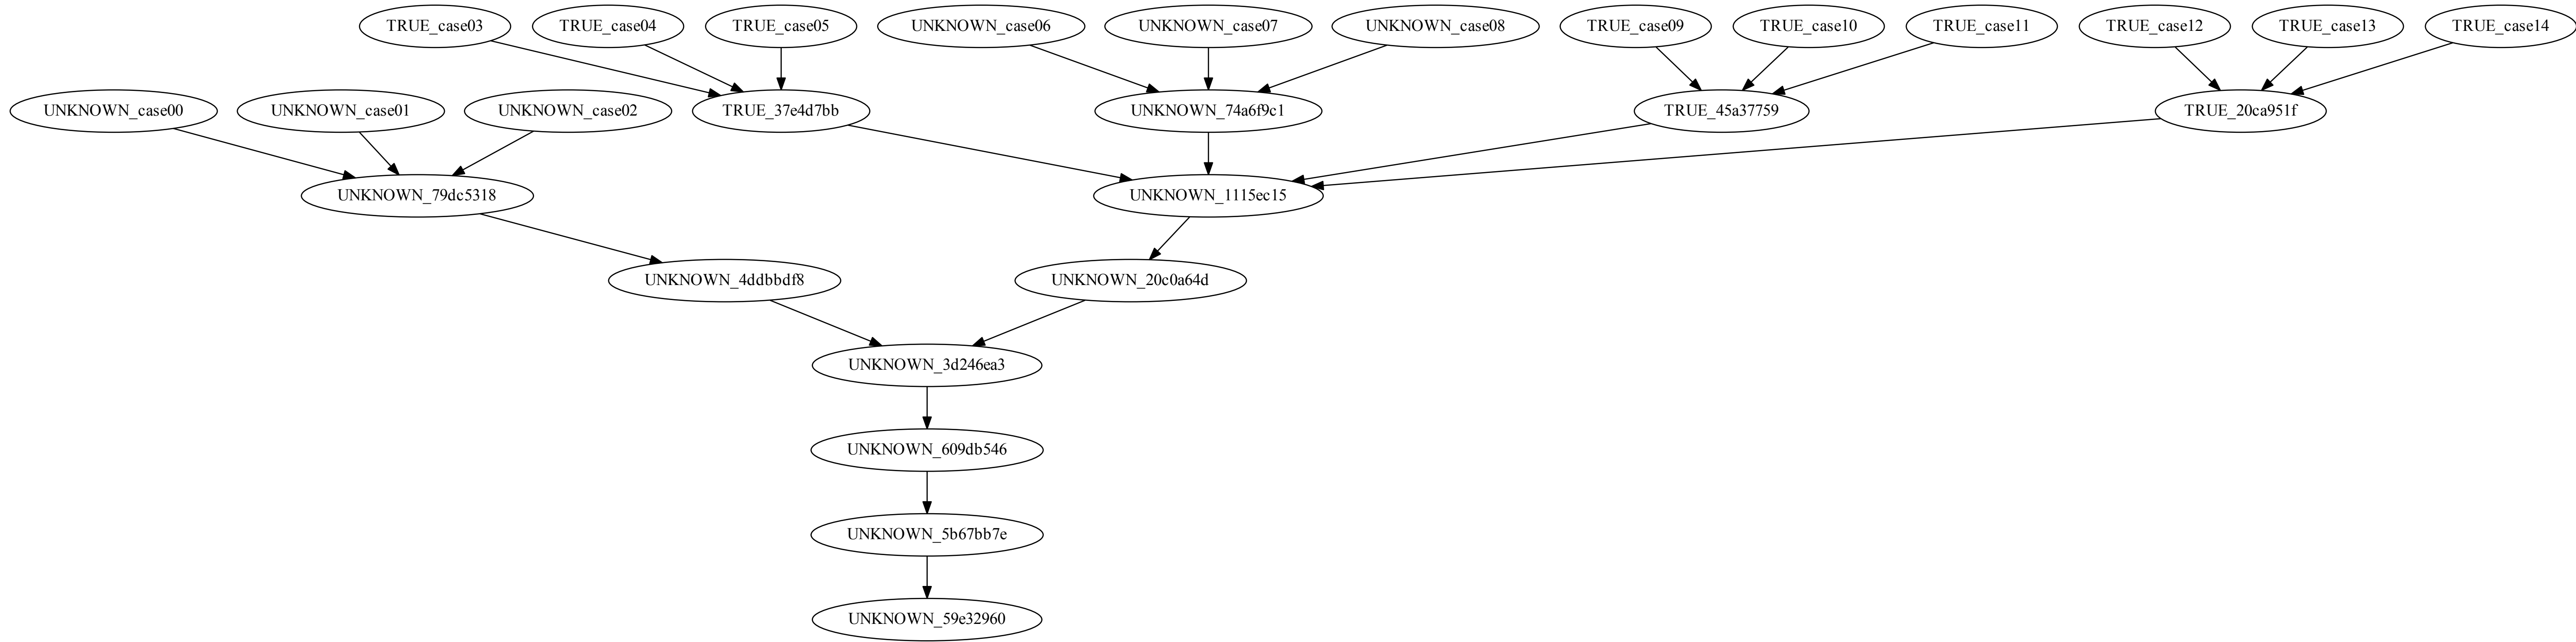 TRUE_case03
TRUE_case04
TRUE_case05
UNKNOWN_case06
UNKNOWN_case07
UNKNOWN_case08
TRUE_case09
TRUE_case10
TRUE_case11
TRUE_case12
TRUE_case13
TRUE_case14
UNKNOWN_case00
UNKNOWN_case01
UNKNOWN_case02
TRUE_37e4d7bb
UNKNOWN_74a6f9c1
TRUE_45a37759
TRUE_20ca951f
UNKNOWN_79dc5318
UNKNOWN_1115ec15
UNKNOWN_4ddbbdf8
UNKNOWN_20c0a64d
UNKNOWN_3d246ea3
UNKNOWN_609db546
UNKNOWN_5b67bb7e
UNKNOWN_59e32960